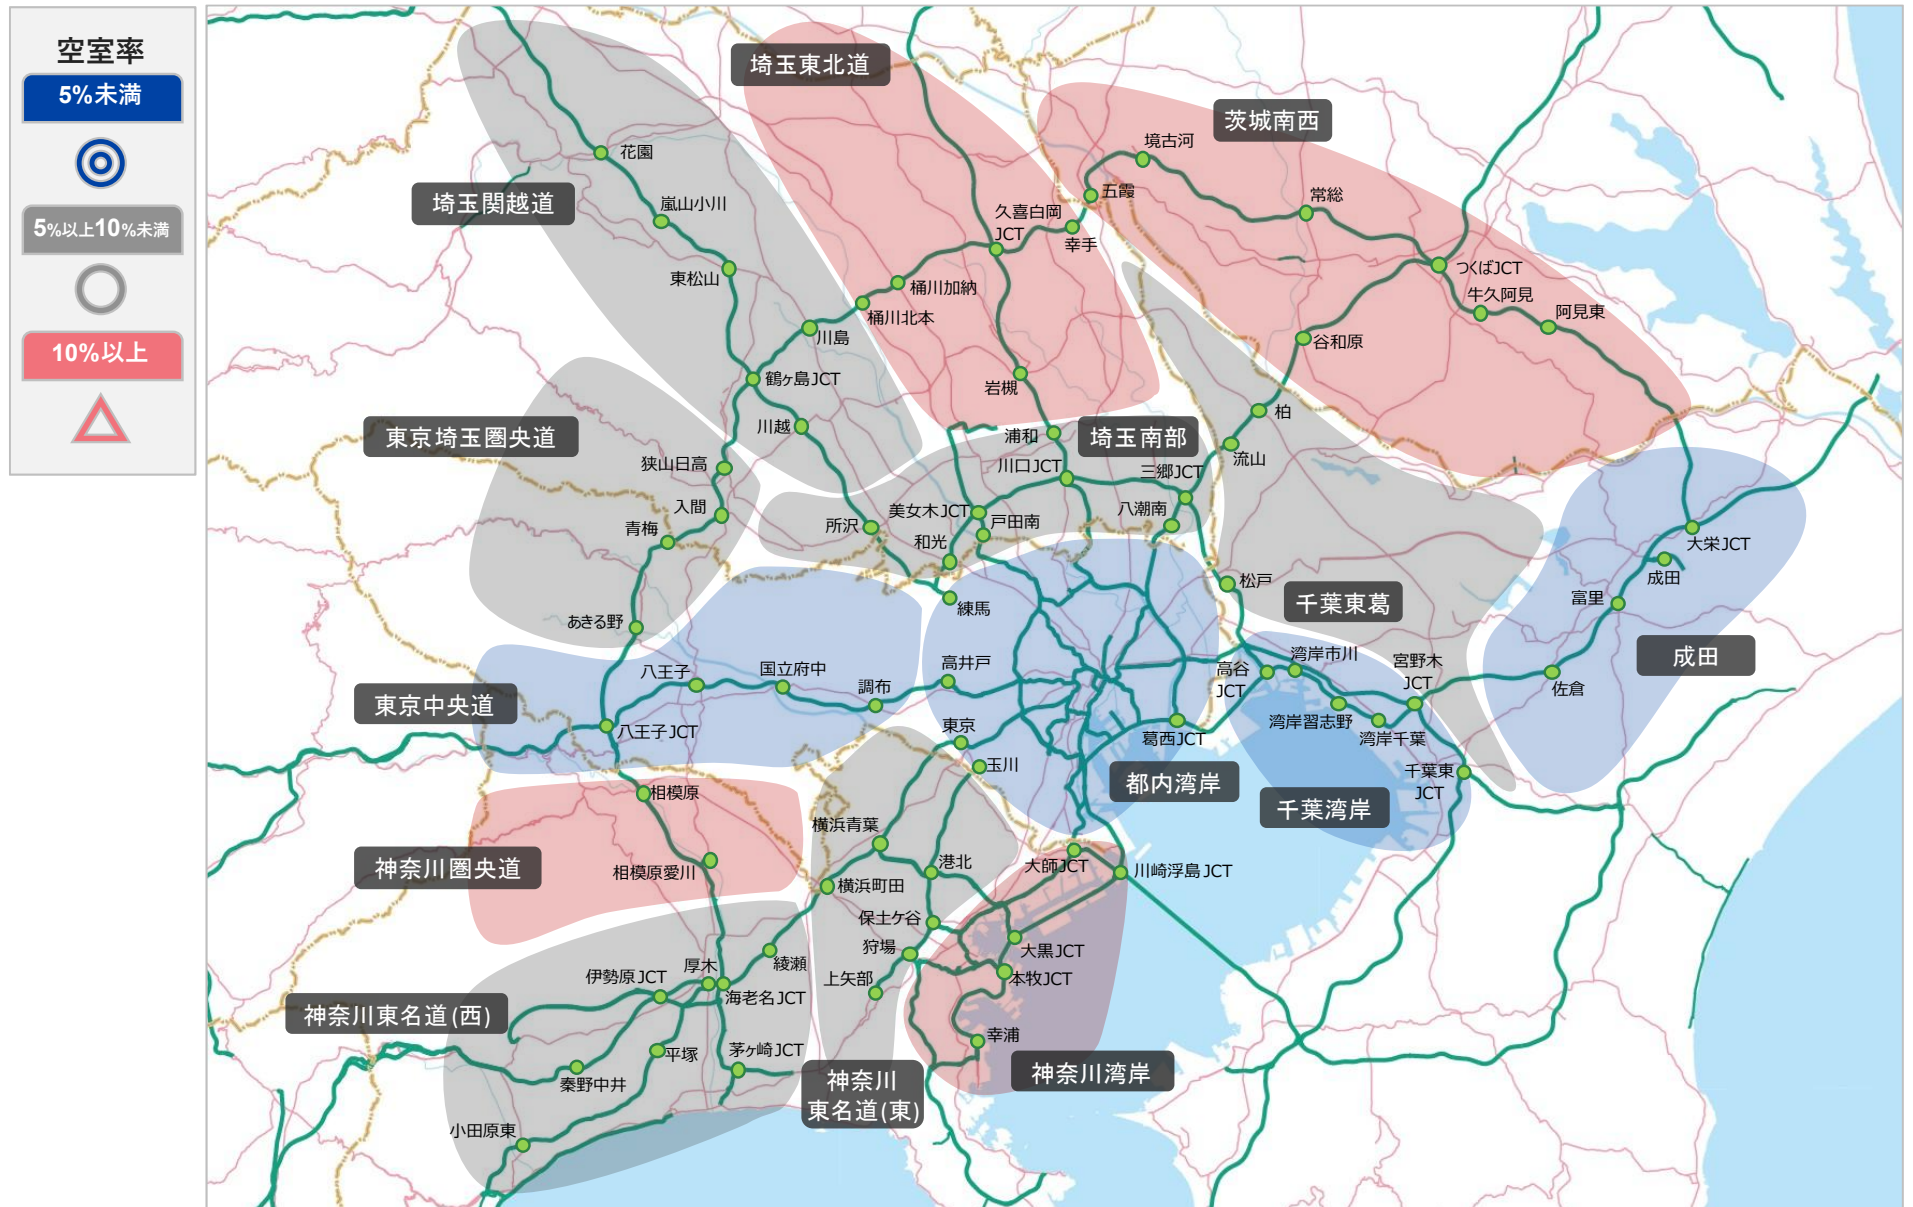 空室率
5%未満
5%以上10%未満
10%以上
埼玉東北道
茨城南西
境古河
花園
五霞
常総
埼玉関越道
嵐山小川
久喜白岡
JCT
幸手
東松山
つくばJCT
桶川加納
牛久阿見
阿見東
桶川北本
川島
谷和原
鶴ヶ島JCT
岩槻
柏
川越
東京埼玉圏央道
浦和
埼玉南部
狭山日高
川口JCT
三郷JCT
流山
入間
美女木JCT
八潮南
青梅
所沢
戸田南
和光
大栄JCT
成田
松戸
練馬
千葉東葛
富里
あきる野
成田
八王子
国立府中
高井戸
高谷
JCT
湾岸市川
宮野木
JCT
調布
佐倉
東京中央道
八王子JCT
東京
葛西JCT
湾岸習志野
湾岸千葉
玉川
都内湾岸
千葉東
JCT
相模原
千葉湾岸
横浜青葉
神奈川圏央道
相模原愛川
港北
大師JCT
川崎浮島JCT
横浜町田
保土ケ谷
狩場
大黒JCT
綾瀬
厚木
伊勢原JCT
上矢部
本牧JCT
海老名JCT
神奈川東名道(西)
幸浦
平塚
茅ヶ崎JCT
秦野中井
神奈川
東名道(東)
神奈川湾岸
小田原東